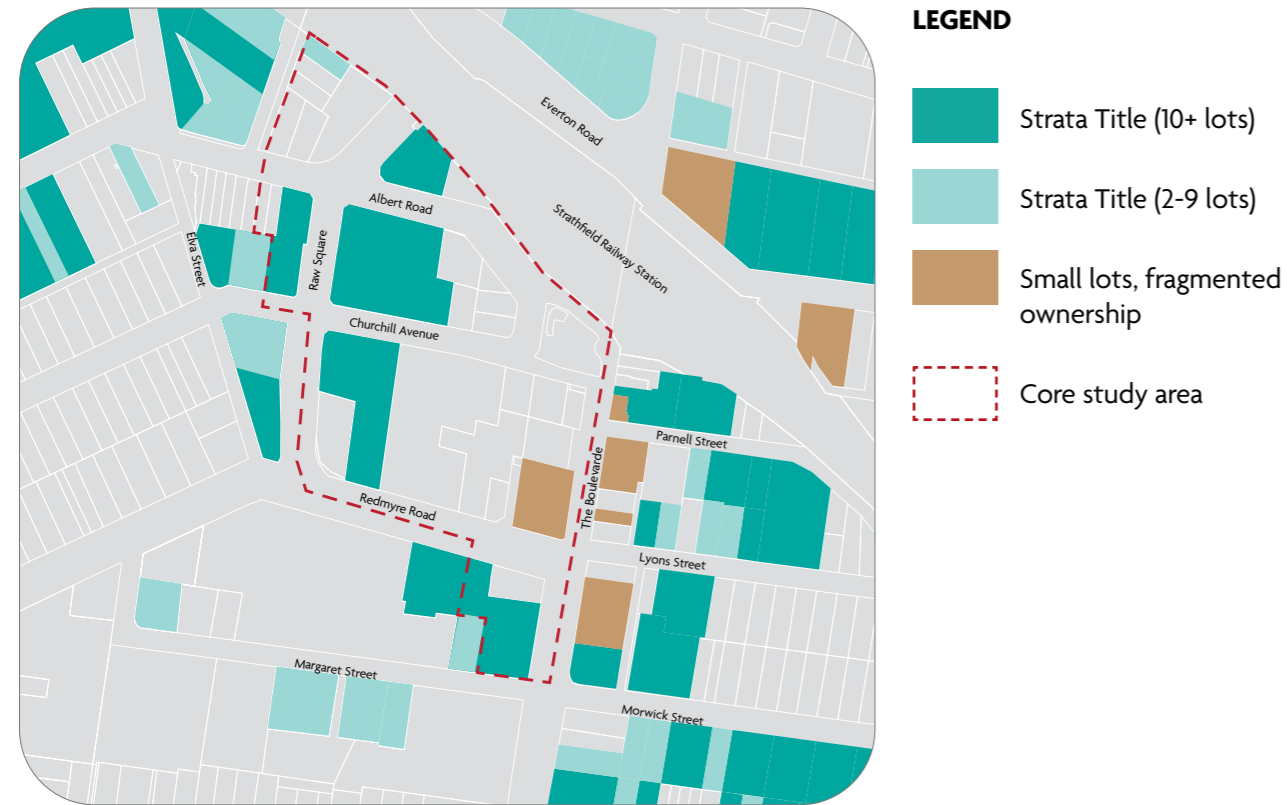 LEGEND
Strata Title (10+ lots)
Strata Title (2-9 lots)
Small lots, fragmented
ownership
Core study area
Everton Road
Strathfield Railway Station
Albert Road
Raw Square
Elva Street
Churchill Avenue
Parnell Street
The Boulevarde
Redmyre Road
Lyons Street
Margaret Street
Morwick Street